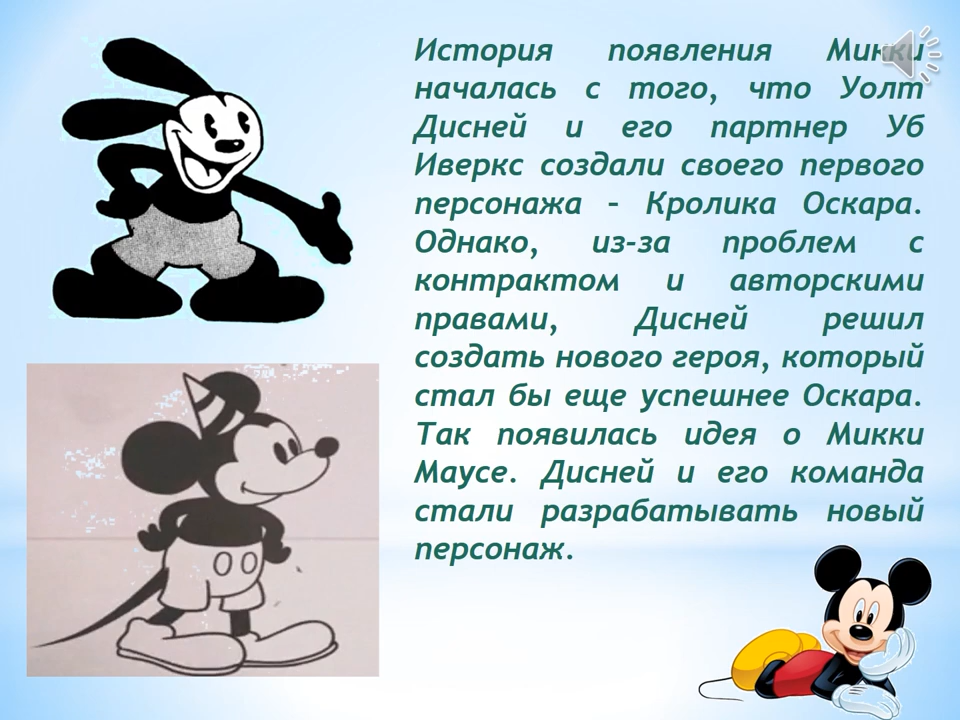 История появления Микки
началась с того, что Уолт
Дисней и его партнер Уб
Иверкс создали своего первого
персонажа – Кролика Оскара.
Однако, из-за проблем с
контрактом и авторскими
правами, Дисней решил
создать нового героя, который
стал бы еще успешнее Оскара.
Так появилась идея о Микки
Маусе. Дисней и его команда
стали разрабатывать новый
персонаж.